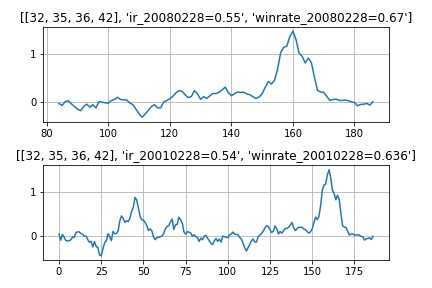 [[32, 35, 36, 42], 'ir_20080228=0.55', 'winrate_20080228=0.67']
1
0
80 100 120 140 160 180
[[32, 35, 36, 42], 'ir_20010228=0.54', 'winrate_20010228=0.636']
1
0
0 25 50 75 100 125 150 175